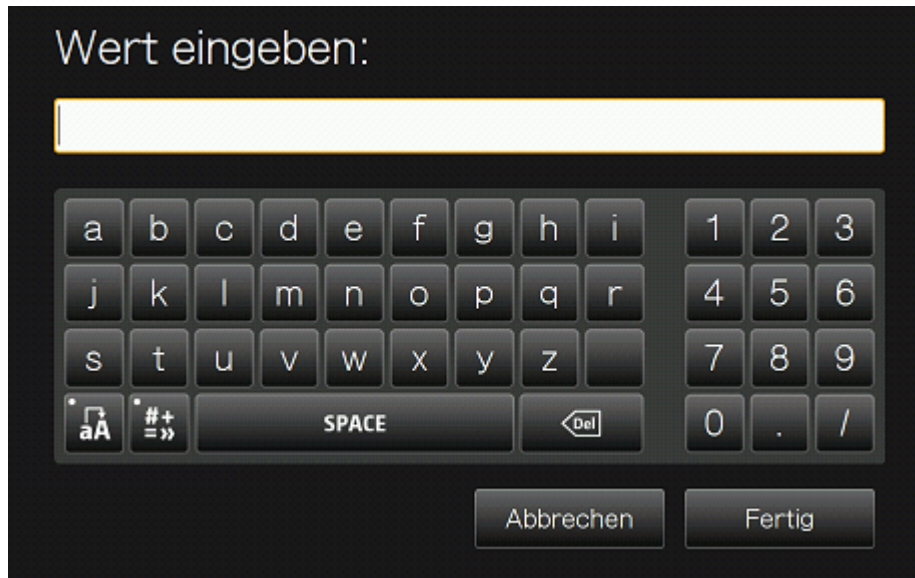 Wert eingeben:
a b c d e f g h i 1 2 3
j k l m n o p q r 4 5 6
s t u v w x y z 7 8 9
aA #+=» SPACE Del 0 . /
Abbrechen Fertig